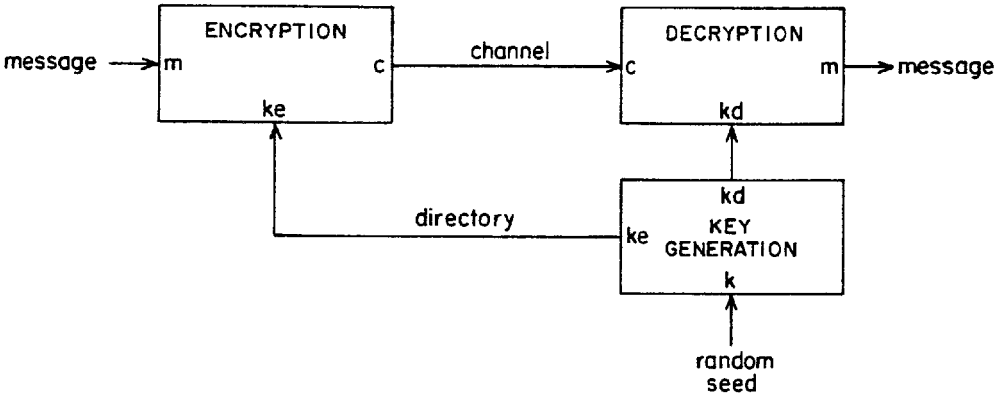 ENCRYPTION
DECRYPTION
message
m
c
channel
c
m
message
ke
kd
kd
directory
ke
KEY
GENERATION
k
random
seed